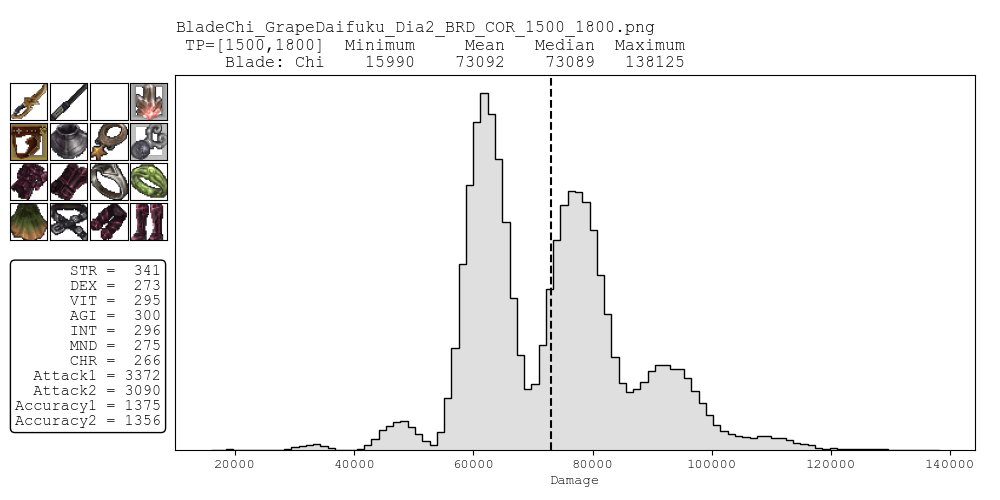 BladeChi_GrapeDaifuku_Dia2_BRD_COR_1500_1800.png
TP=[1500,1800] Minimum Mean Median Maximum
Blade: Chi 15990 73092 73089 138125
STR = 341
DEX = 273
VIT = 295
AGI = 300
INT = 296
MND = 275
CHR = 266
Attack1 = 3372
Attack2 = 3090
Accuracy1 = 1375
Accuracy2 = 1356
20000 40000 60000 80000 100000 120000 140000
Damage